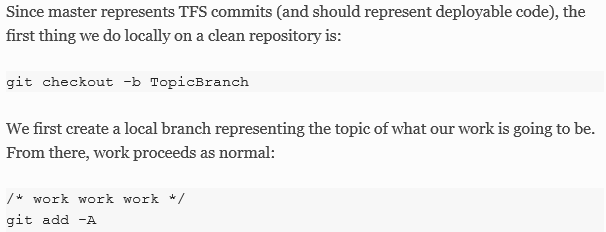 Since master represents TFS commits (and should represent deployable code), the
first thing we do locally on a clean repository is:
git checkout -b TopicBranch
We first create a local branch representing the topic of what our work is going to be.
From there, work proceeds as normal:
/* work work work */
git add -A